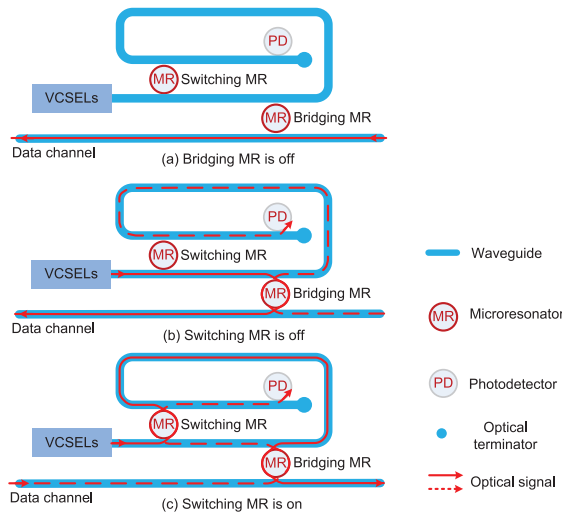 PD
MR Switching MR
VCSELs
MR Bridging MR
Data channel
(a) Bridging MR is off
PD
MR Switching MR
VCSELs
MR Bridging MR
Data channel
(b) Switching MR is off
PD
MR Switching MR
VCSELs
MR Bridging MR
Data channel
(c) Switching MR is on
Waveguide
MR Microresonator
PD Photodetector
Optical
terminator
Optical signal